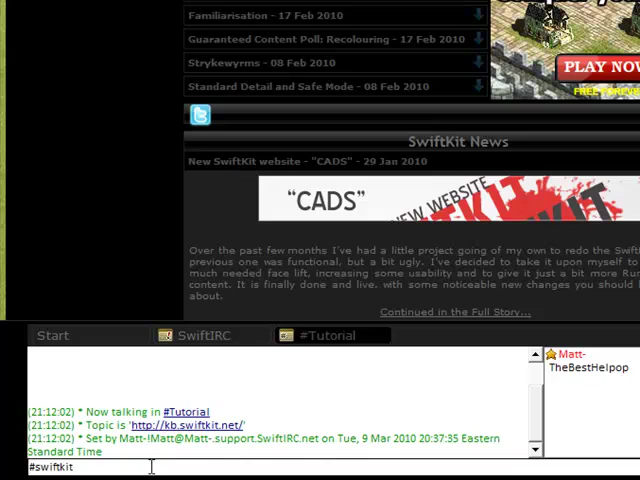 Familiarisation - 17 Feb 2010
Guaranteed Content Poll: Recolouring - 17 Feb 2010
Strykewyrms - 08 Feb 2010
Standard Detail and Safe Mode - 08 Feb 2010
PLAY NOW
FREE FOREVER
SwiftKit News
New SwiftKit website - "CADS" - 29 Jan 2010
"CADS"
NEW WEBSITE
Over the past few months I've had a little project going of my own to redo the Swif
previous one was functional, but a bit ugly. I've decided to take it upon myself to
much needed face lift, increasing some usability and to give it just a bit more Run
content. It is finally done and live, with some noticeable new changes you should
about.
Continued in the Full Story...
Start
SwiftIRC
#Tutorial
(21:12:02) * Now talking in #Tutorial
(21:12:02) * Topic is 'http://kb.swiftkit.net/'
(21:12:02) * Set by Matt-!Matt@Matt-.support.SwiftIRC.net on Tue, 9 Mar 2010 20:37:35 Eastern
Standard Time
Matt-
TheBestHelpop
#swiftkit